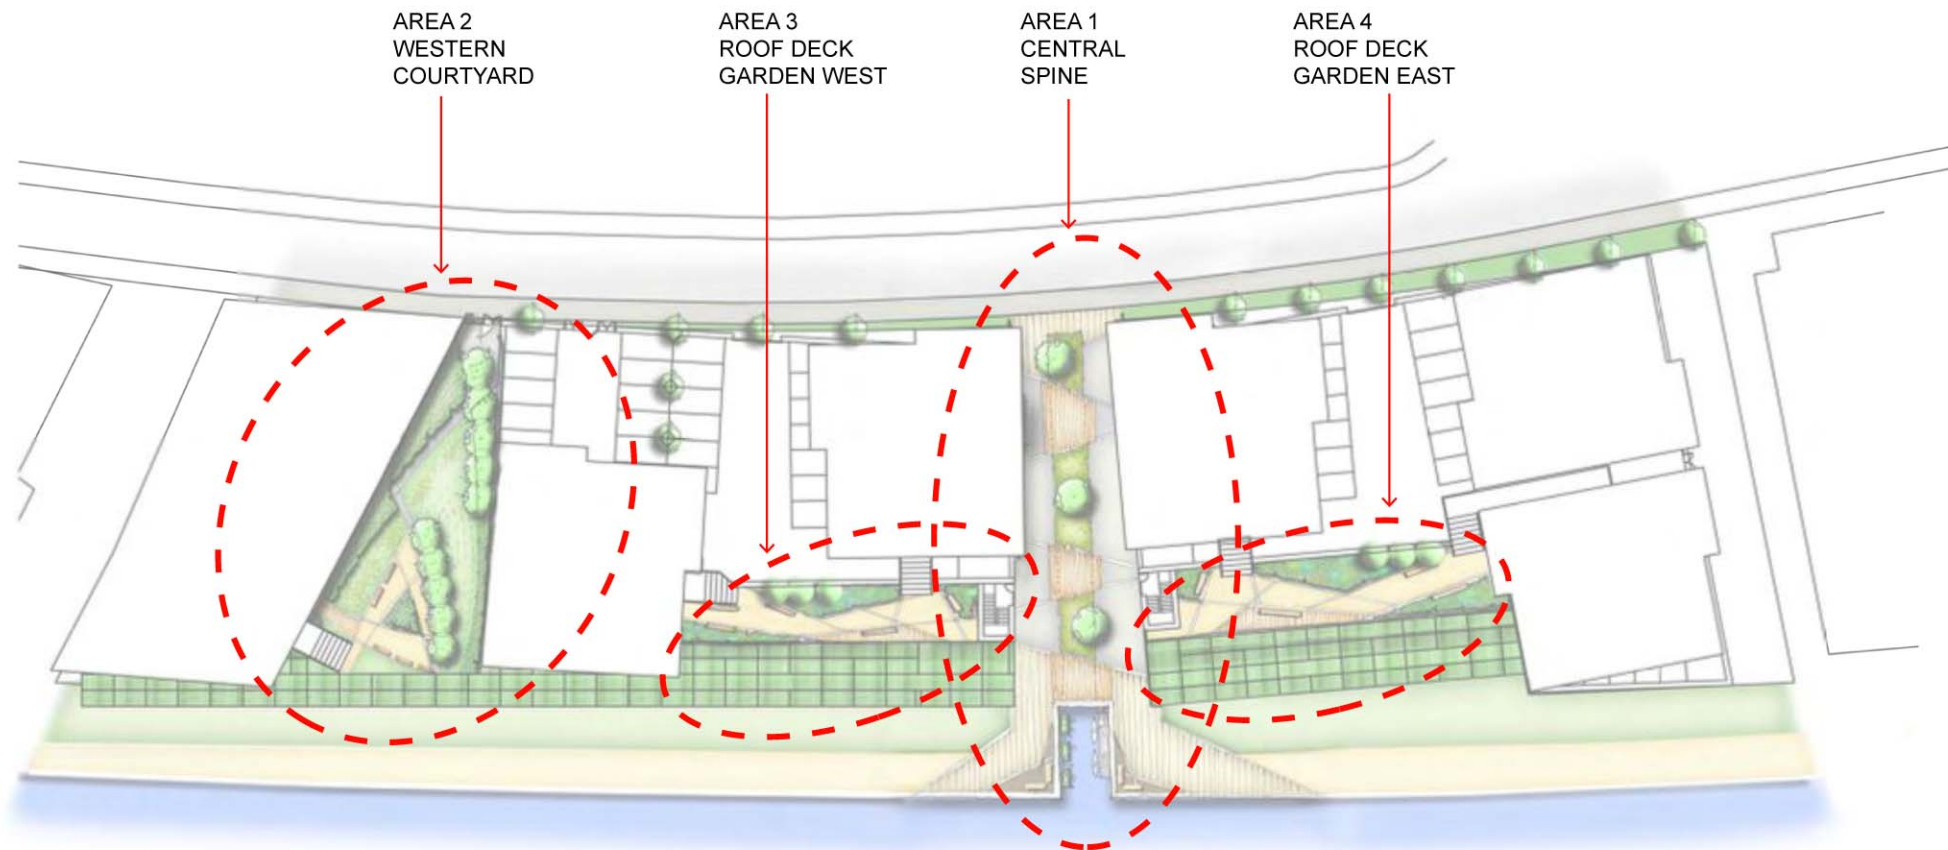 AREA 2
WESTERN
COURTYARD
AREA 3
ROOF DECK
GARDEN WEST
AREA 1
CENTRAL
SPINE
AREA 4
ROOF DECK
GARDEN EAST